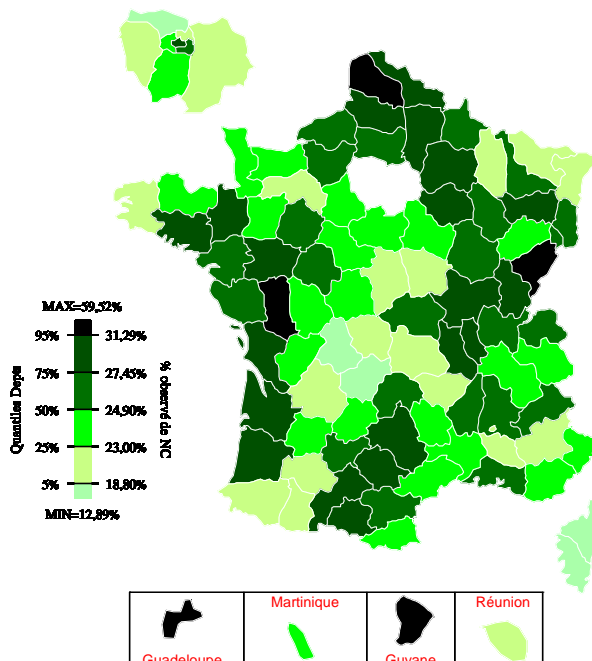 MAX=59,52%
95% 31,29%
75% 27,45%
50% 24,90%
25% 23,00%
5% 18,80%
MIN=12,89%
Quantiles Depts
% observé de NC
Martinique Réunion
Guadeloupe Guyane